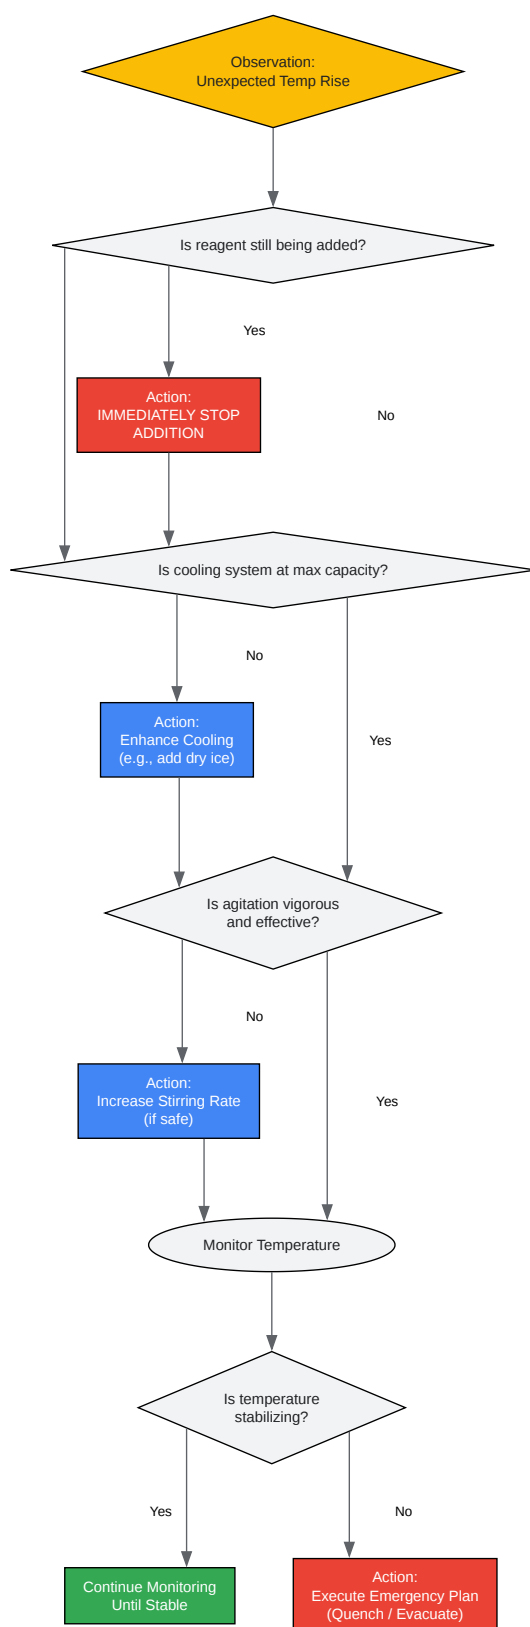 Observation:
Unexpected Temp Rise
Is reagent still being added?
Yes
Action:
IMMEDIATELY STOP
ADDITION
No
Is cooling system at max capacity?
No
Action:
Enhance Cooling
(e.g., add dry ice)
Yes
Is agitation vigorous
and effective?
No
Action:
Increase Stirring Rate
(if safe)
Yes
Monitor Temperature
Is temperature
stabilizing?
Yes
No
Continue Monitoring
Until Stable
Action:
Execute Emergency Plan
(Quench / Evacuate)